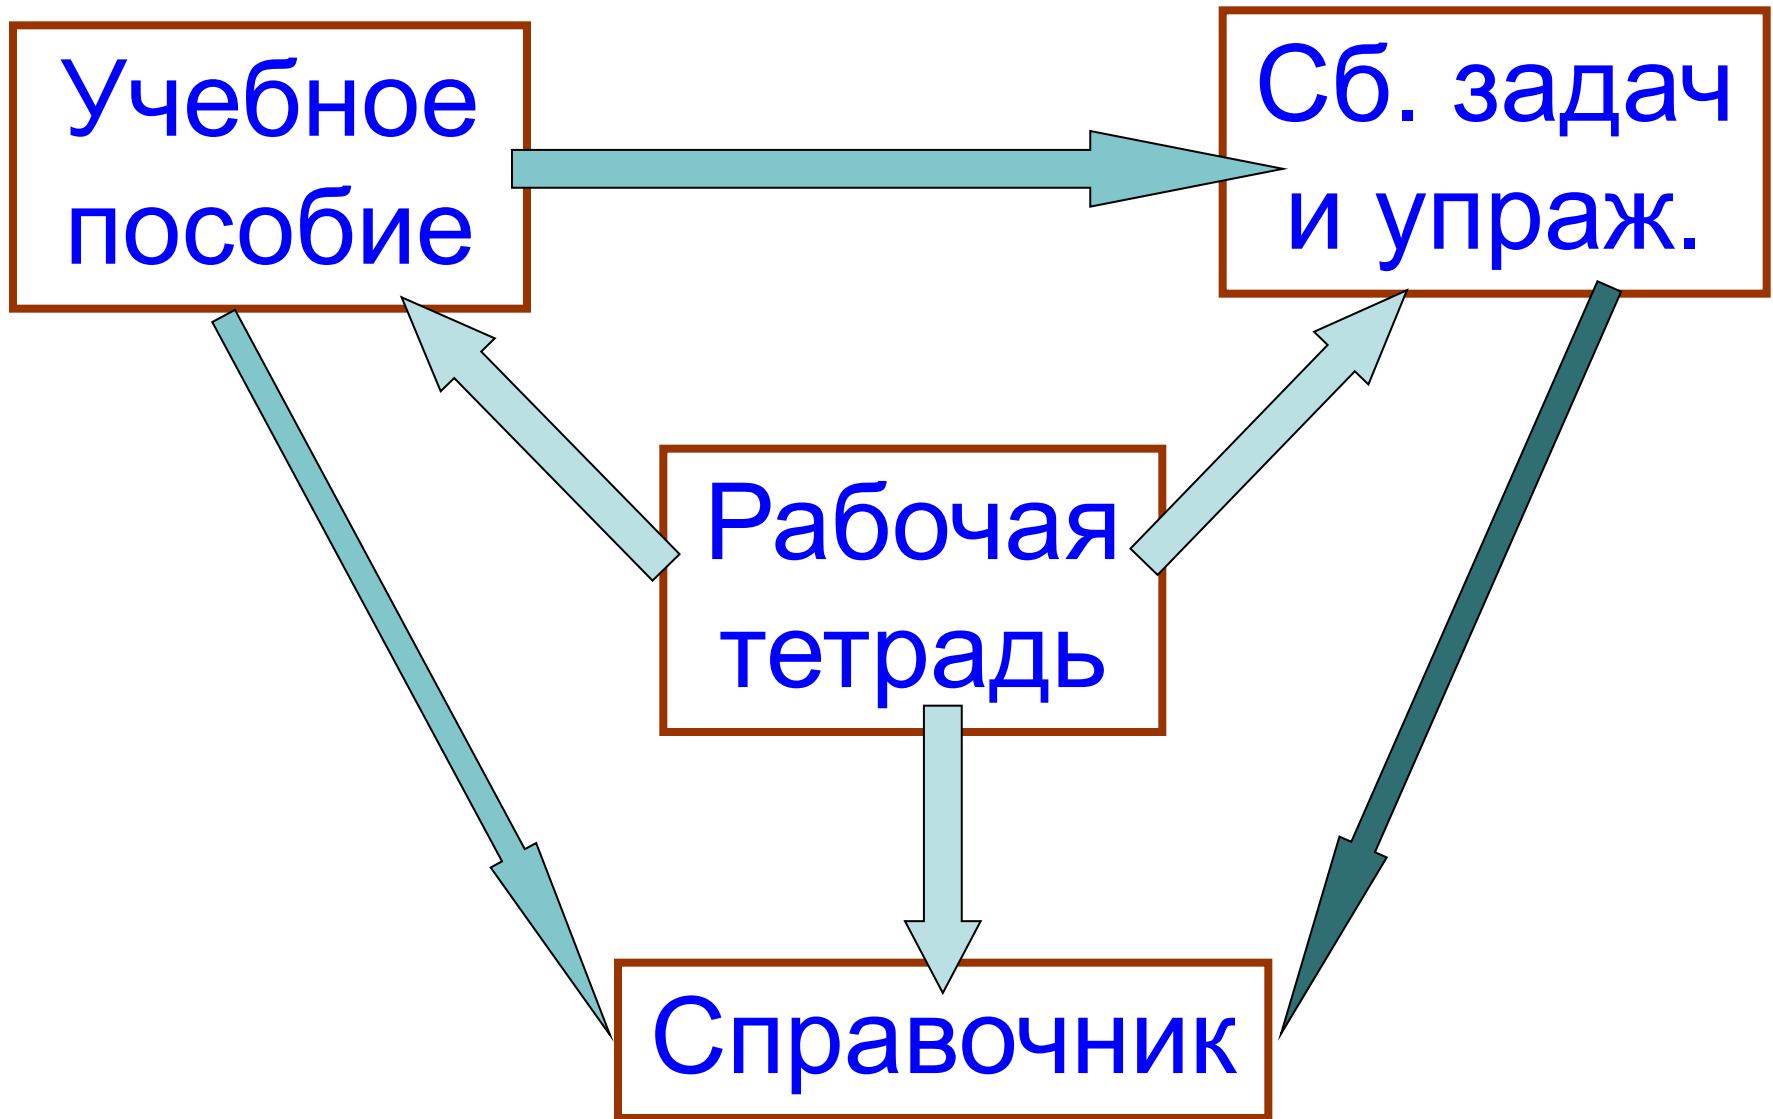 Учебное
пособие
Сб. задач
и упраж.
Рабочая
тетрадь
Справочник